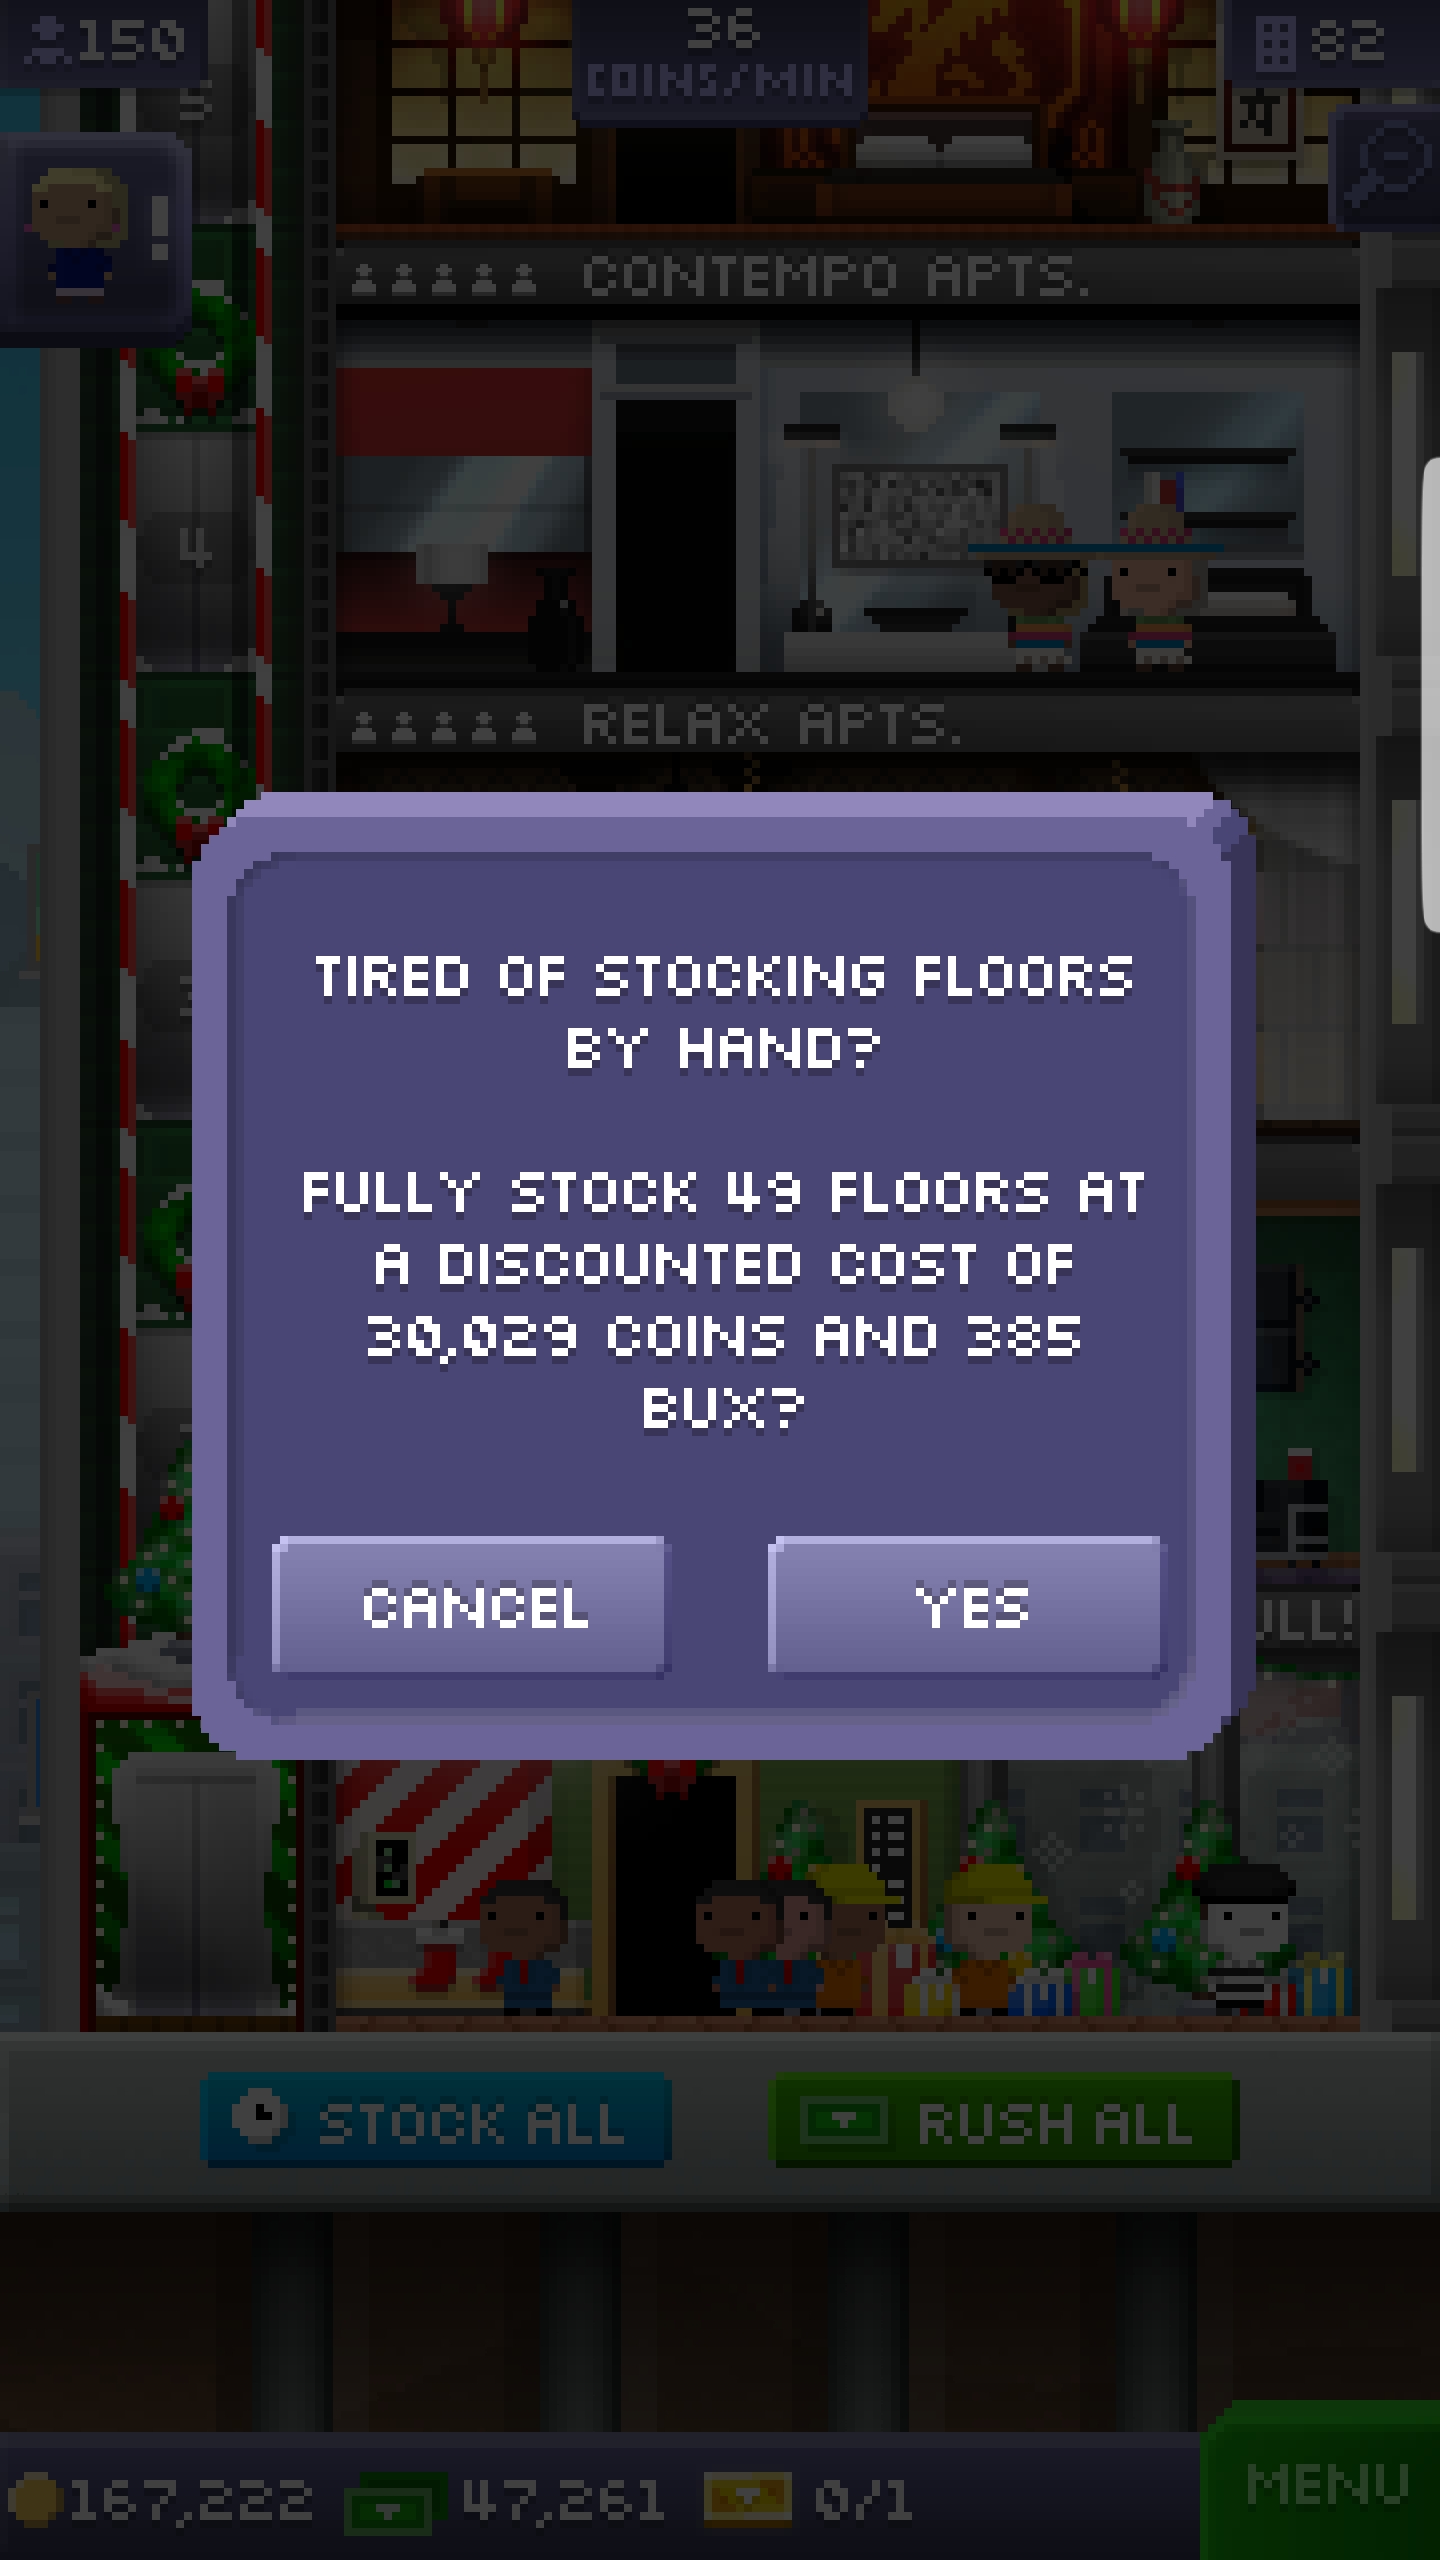 150
36
COINS/MIN
82
5
!
CONTEMPO APTS.
4
RELAX APTS.
TIRED OF STOCKING FLOORS
BY HAND?
FULLY STOCK 49 FLOORS AT
A DISCOUNTED COST OF
30,029 COINS AND 385
BUX?
CANCEL
YES
STOCK ALL
RUSH ALL
167,222
47,261
0/1
MENU